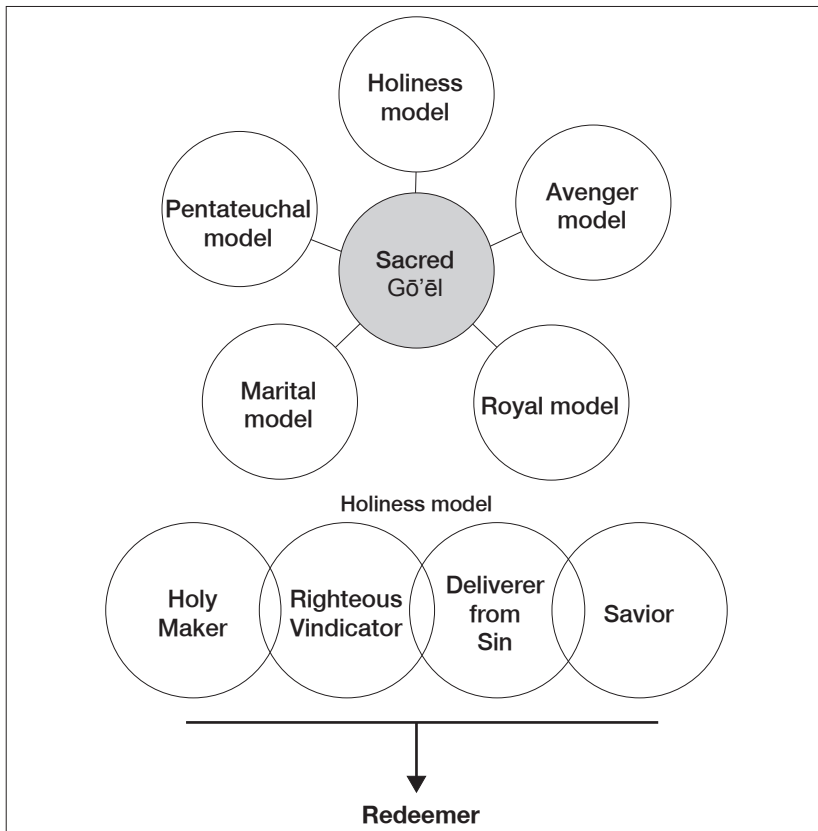 Holiness
model
Pentateuchal
model
Avenger
model
Sacred
Gō’ēl
Marital
model
Royal model
Holiness model
Holy
Maker
Righteous
Vindicator
Deliverer
from
Sin
Savior
Redeemer